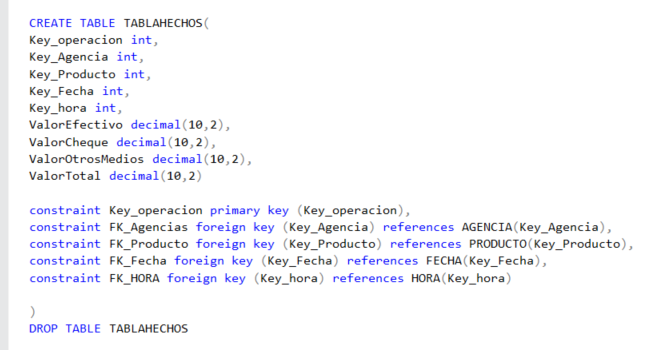 CREATE TABLE TABLAHECHOS(
Key_operacion int,
Key_Agencia int,
Key_Producto int,
Key_Fecha int,
Key_hora int,
ValorEfectivo decimal(10,2),
ValorCheque decimal(10,2),
ValorOtrosMedios decimal(10,2),
ValorTotal decimal(10,2)
constraint Key_operacion primary key (Key_operacion),
constraint FK_Agencias foreign key (Key_Agencia) references AGENCIA(Key_Agencia),
constraint FK_Producto foreign key (Key_Producto) references PRODUCTO(Key_Producto),
constraint FK_Fecha foreign key (Key_Fecha) references FECHA(Key_Fecha),
constraint FK_HORA foreign key (Key_hora) references HORA(Key_hora)
)
DROP TABLE TABLAHECHOS